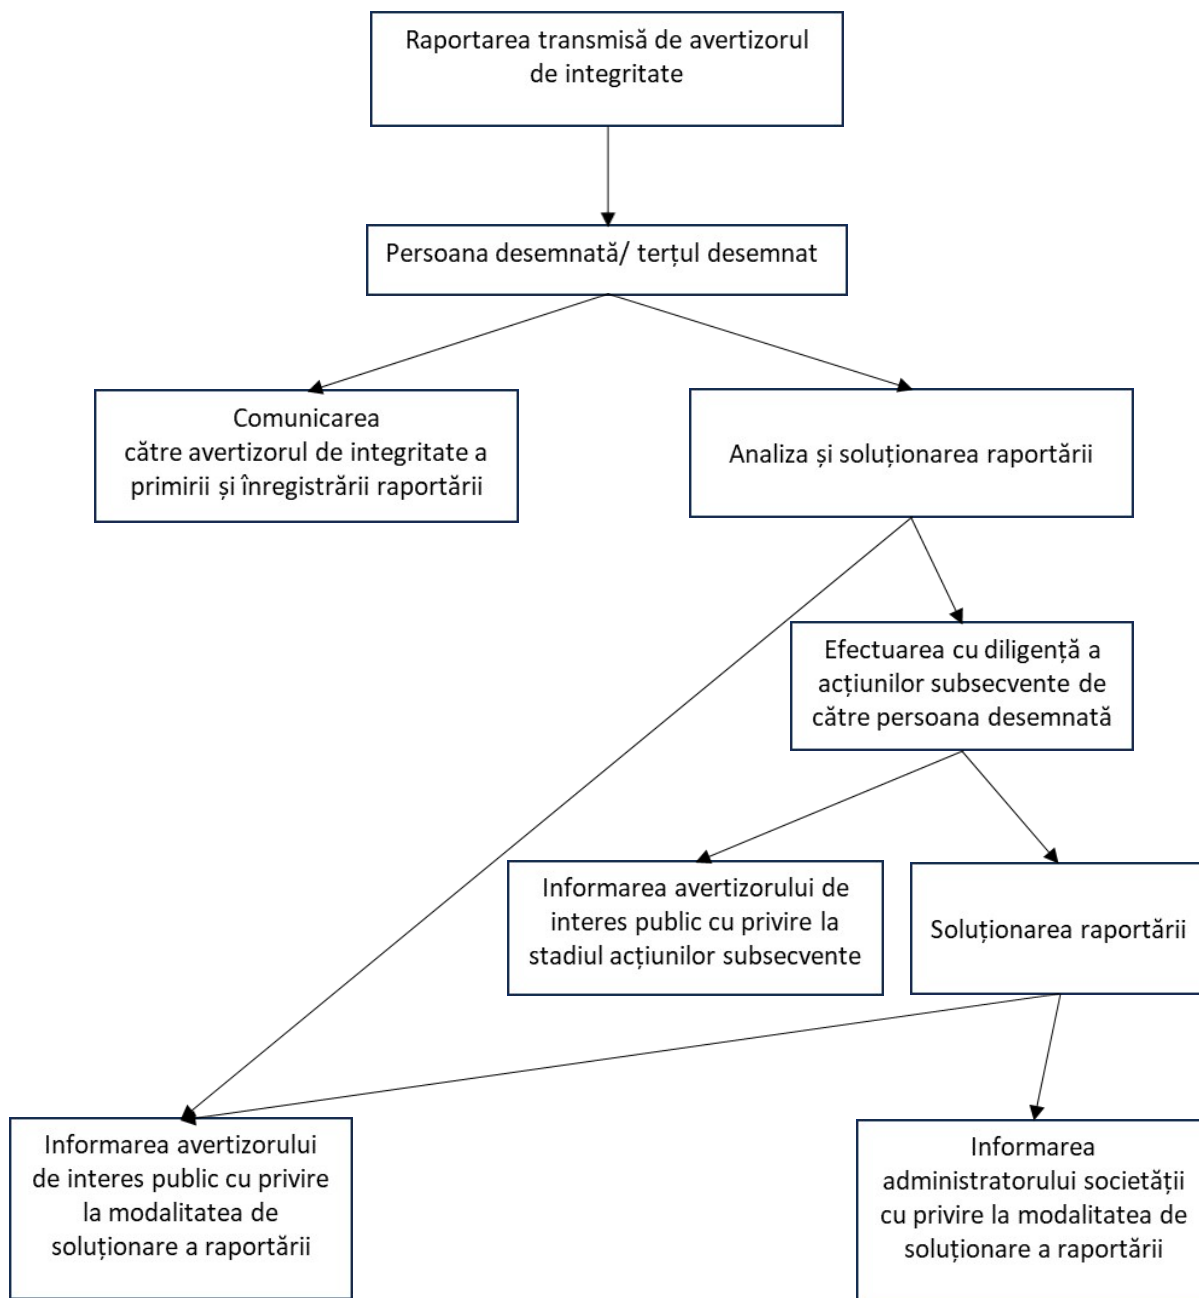 Raportarea transmisă de avertizorul
de integritate
Persoana desemnată/ terțul desemnat
Comunicarea
către avertizorul de integritate a
primirii și înregistrării raportării
Analiza și soluționarea raportării
Efectuarea cu diligență a
acțiunilor subsecvente de
către persoana desemnată
Informarea avertizorului de
interes public cu privire la
stadiul acțiunilor subsecvente
Soluționarea raportării
Informarea avertizorului
de interes public cu privire
la modalitatea de
soluționare a raportării
Informarea
administratorului societății
cu privire la modalitatea de
soluționare a raportării